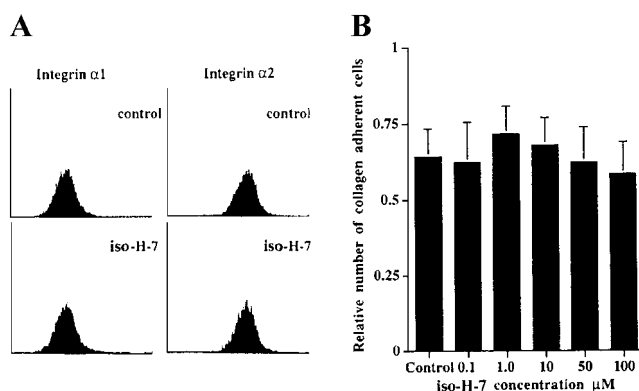 A
Integrin α1
Integrin α2
control
control
iso-H-7
iso-H-7
B
Relative number of collagen adherent cells
1
0.75
0.5
0.25
0
Control 0.1 1.0 10 50 100
iso-H-7 concentration μM